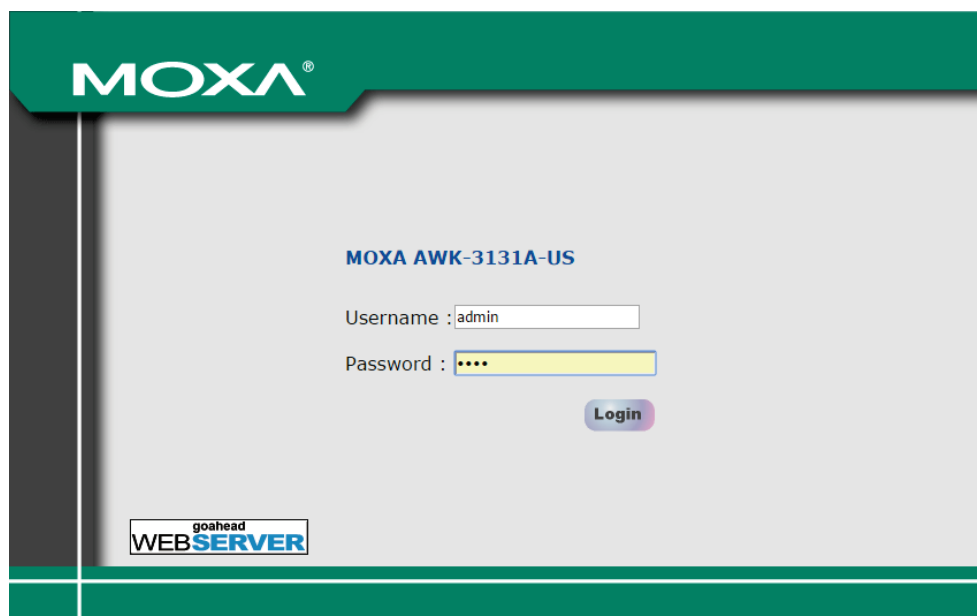 MOXA®
MOXA AWK-3131A-US
Username : admin
Password : ••••
Login
goahead
WEBSERVER